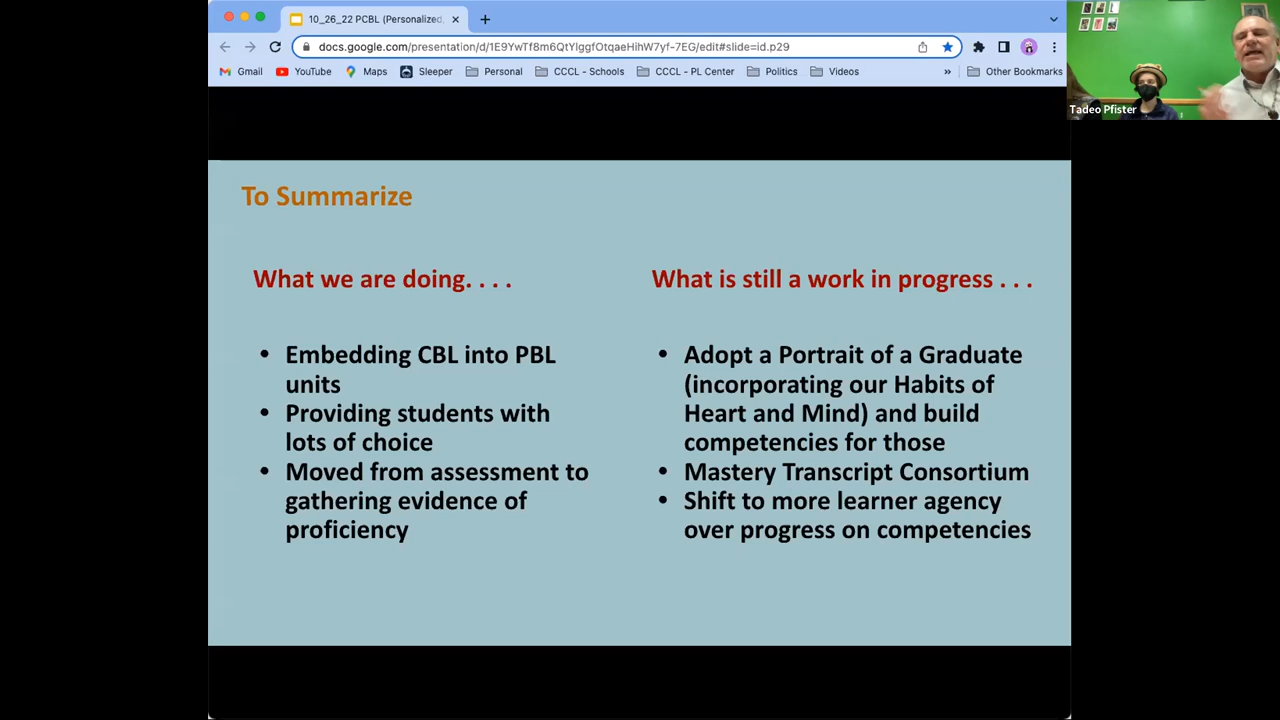 10_26_22 PCBL (Personalized,
docs.google.com/presentation/d/1E9YwTf8m6QtYlggfOtqaeHihW7yf-7EG/edit#slide=id.p29
Gmail YouTube Maps Sleeper Personal CCCL - Schools CCCL - PL Center Politics Videos » Other Bookmarks
Tadeo Pfister
To Summarize
What we are doing. . . .
• Embedding CBL into PBL
units
• Providing students with
lots of choice
• Moved from assessment to
gathering evidence of
proficiency
What is still a work in progress . . .
• Adopt a Portrait of a Graduate
(incorporating our Habits of
Heart and Mind) and build
competencies for those
• Mastery Transcript Consortium
• Shift to more learner agency
over progress on competencies